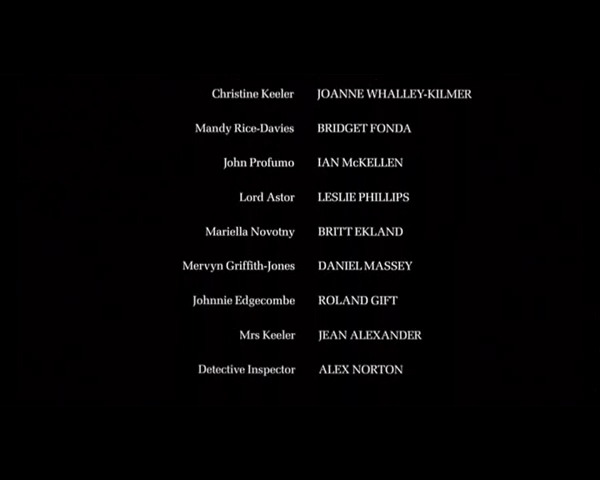 Christine Keeler JOANNE WHALLEY-KILMER
Mandy Rice-Davies BRIDGET FONDA
John Profumo IAN McKELLEN
Lord Astor LESLIE PHILLIPS
Mariella Novotny BRITT EKLAND
Mervyn Griffith-Jones DANIEL MASSEY
Johnnie Edgecombe ROLAND GIFT
Mrs Keeler JEAN ALEXANDER
Detective Inspector ALEX NORTON